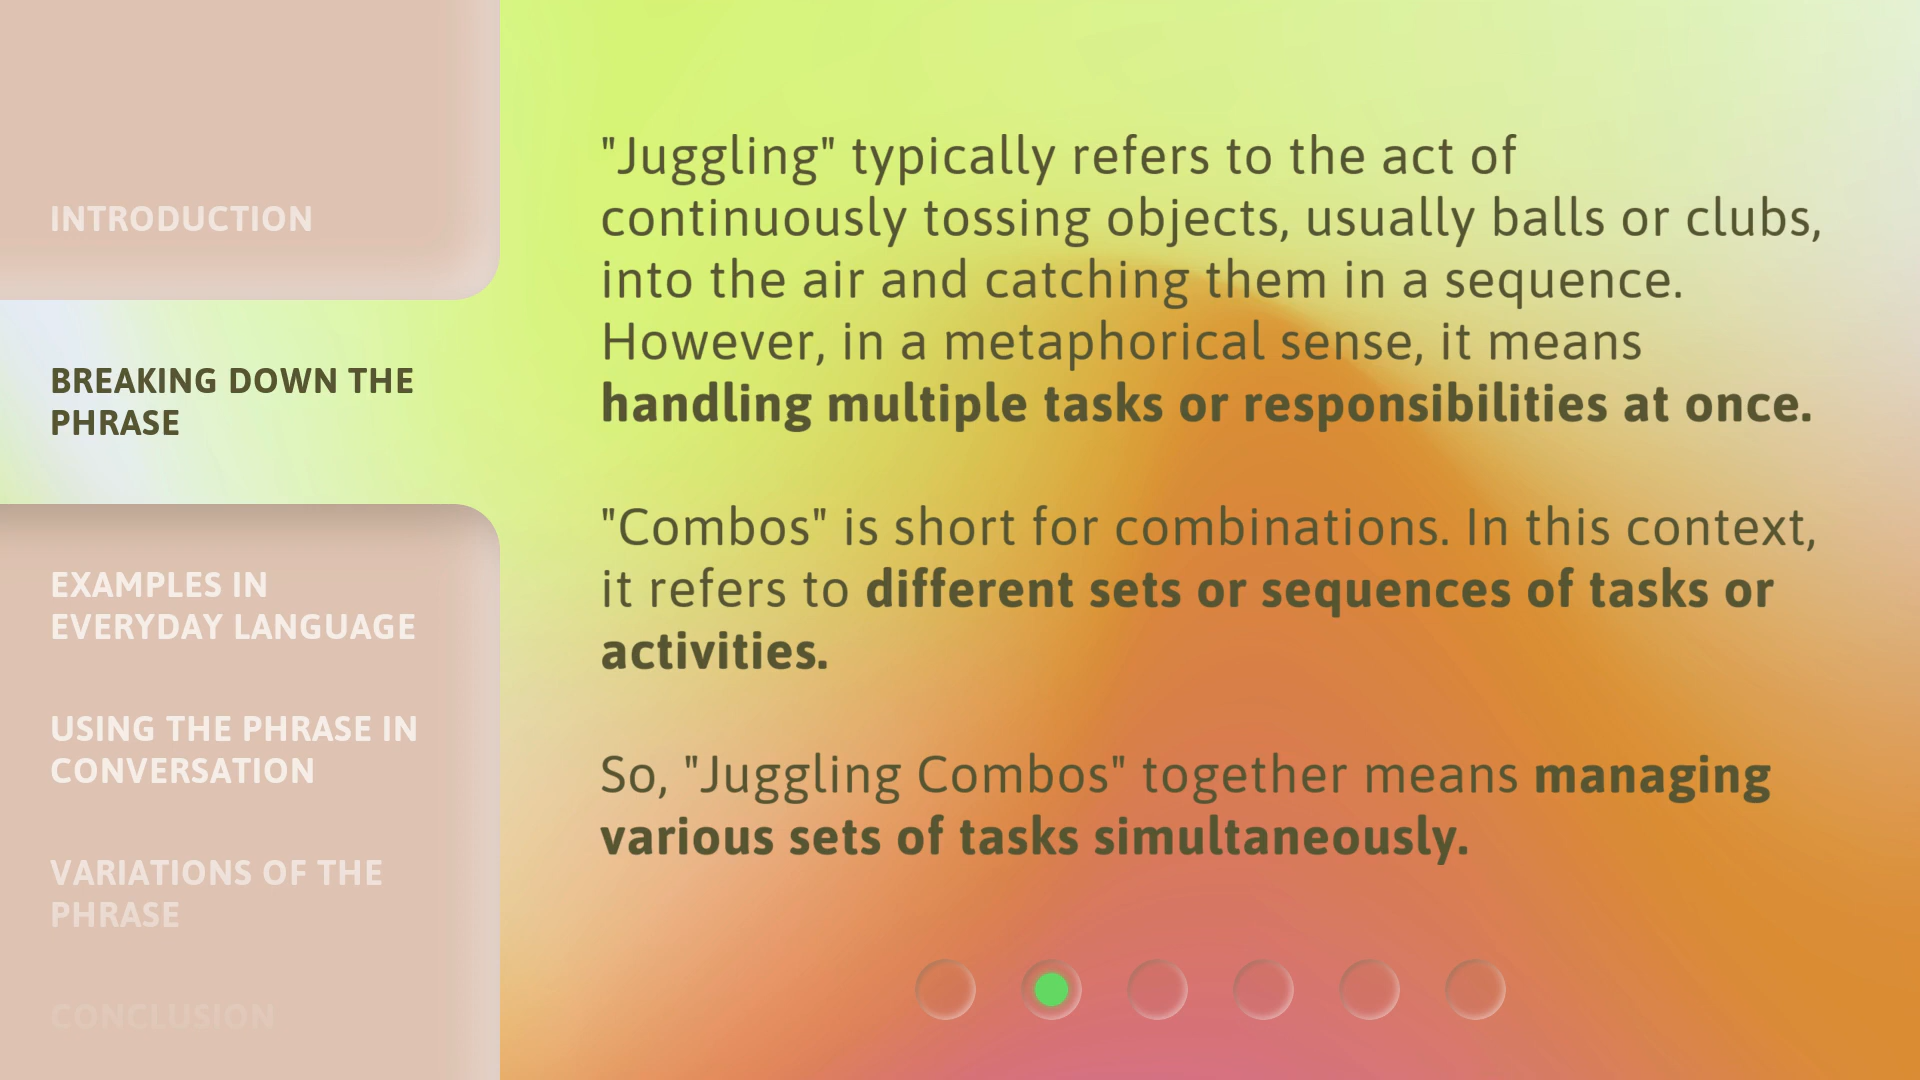 INTRODUCTION
BREAKING DOWN THE
PHRASE
EXAMPLES IN
EVERYDAY LANGUAGE
USING THE PHRASE IN
CONVERSATION
VARIATIONS OF THE
PHRASE
CONCLUSION
"Juggling" typically refers to the act of
continuously tossing objects, usually balls or clubs,
into the air and catching them in a sequence.
However, in a metaphorical sense, it means
handling multiple tasks or responsibilities at once.
"Combos" is short for combinations. In this context,
it refers to different sets or sequences of tasks or
activities.
So, "Juggling Combos" together means managing
various sets of tasks simultaneously.